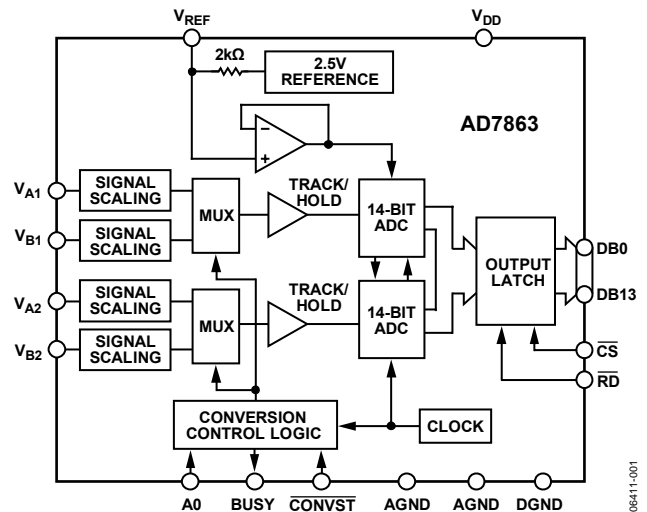 VREF
VDD
2kΩ
2.5V
REFERENCE
AD7863
−
+
VA1
SIGNAL
SCALING
MUX
TRACK/
HOLD
14-BIT
ADC
VB1
SIGNAL
SCALING
OUTPUT
LATCH
DB0
DB13
VA2
SIGNAL
SCALING
MUX
TRACK/
HOLD
14-BIT
ADC
VB2
SIGNAL
SCALING
CS
RD
CONVERSION
CONTROL LOGIC
CLOCK
A0
BUSY
CONVST
AGND
AGND
DGND
06411-001